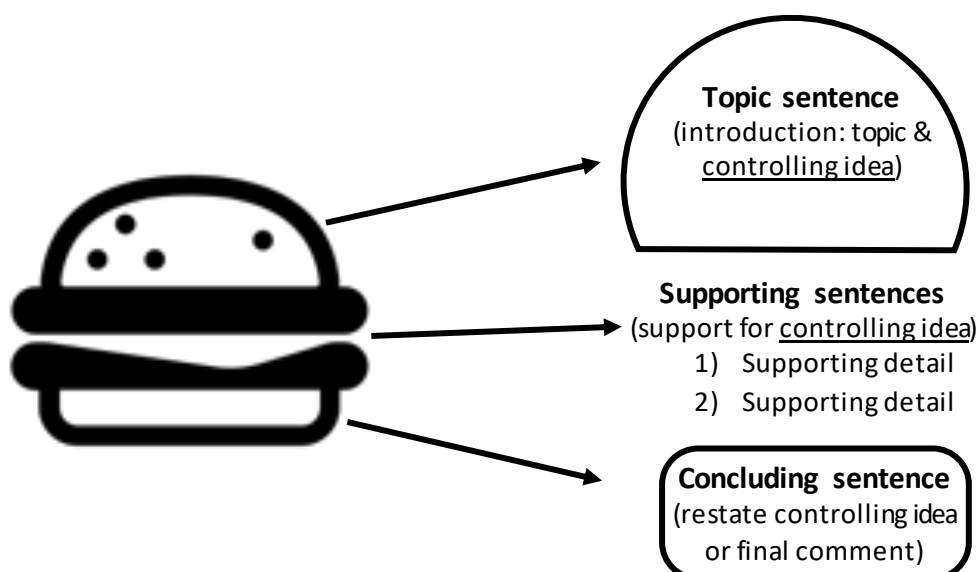 Topic sentence
(introduction: topic &
controlling idea)
Supporting sentences
(support for controlling idea)
1) Supporting detail
2) Supporting detail
Concluding sentence
(restate controlling idea
or final comment)